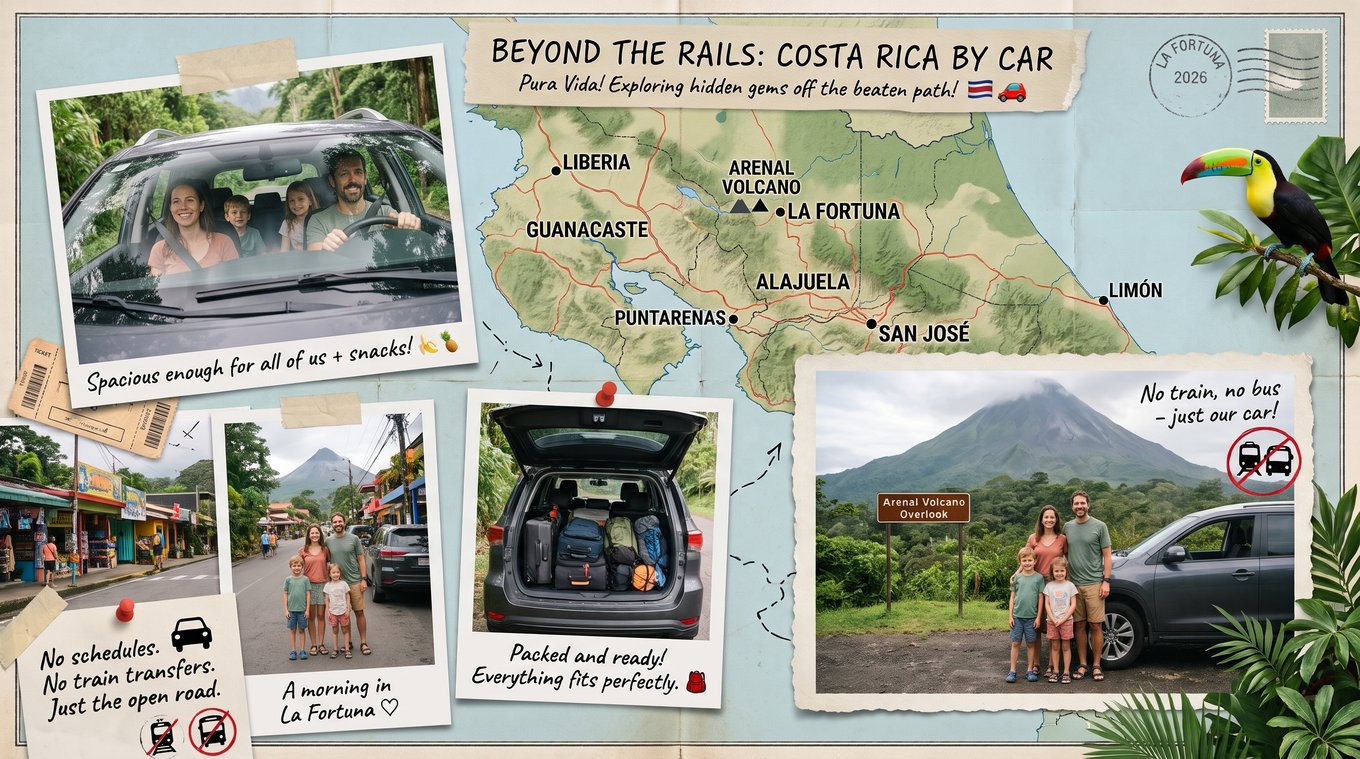 BEYOND THE RAILS: COSTA RICA BY CAR
Pura Vida! Exploring hidden gems off the beaten path!
LA FORTUNA
2026
LIBERIA
ARENAL
VOLCANO
LA FORTUNA
GUANACASTE
ALAJUELA
LIMÓN
PUNTARENAS
SAN JOSÉ
Spacious enough for all of us + snacks!
TICKET
No train, no bus
– just our car!
Arenal Volcano
Overlook
No schedules.
No train transfers.
Just the open road.
A morning in
La Fortuna ♡
Packed and ready!
Everything fits perfectly.